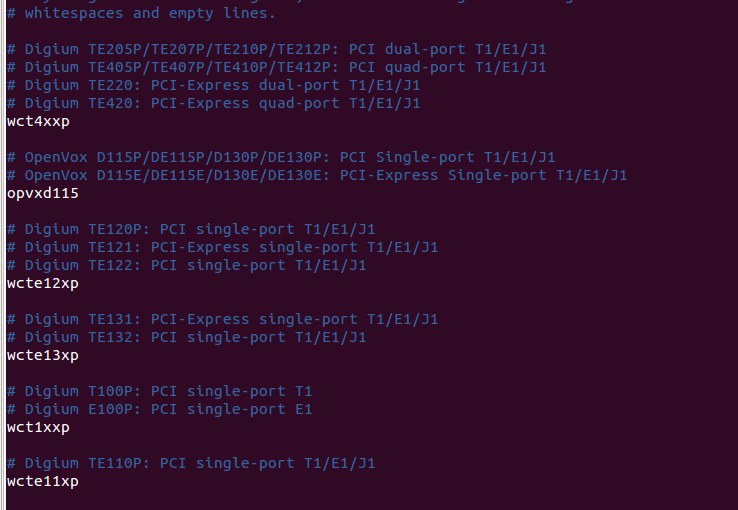 # whitespaces and empty lines.
# Digium TE205P/TE207P/TE210P/TE212P: PCI dual-port T1/E1/J1
# Digium TE405P/TE407P/TE410P/TE412P: PCI quad-port T1/E1/J1
# Digium TE220: PCI-Express dual-port T1/E1/J1
# Digium TE420: PCI-Express quad-port T1/E1/J1
wct4xxp
# OpenVox D115P/DE115P/D130P/DE130P: PCI Single-port T1/E1/J1
# OpenVox D115E/DE115E/D130E/DE130E: PCI-Express Single-port T1/E1/J1
opvxd115
# Digium TE120P: PCI single-port T1/E1/J1
# Digium TE121: PCI-Express single-port T1/E1/J1
# Digium TE122: PCI single-port T1/E1/J1
wcte12xp
# Digium TE131: PCI-Express single-port T1/E1/J1
# Digium TE132: PCI single-port T1/E1/J1
wcte13xp
# Digium T100P: PCI single-port T1
# Digium E100P: PCI single-port E1
wct1xxp
# Digium TE110P: PCI single-port T1/E1/J1
wcte11xp